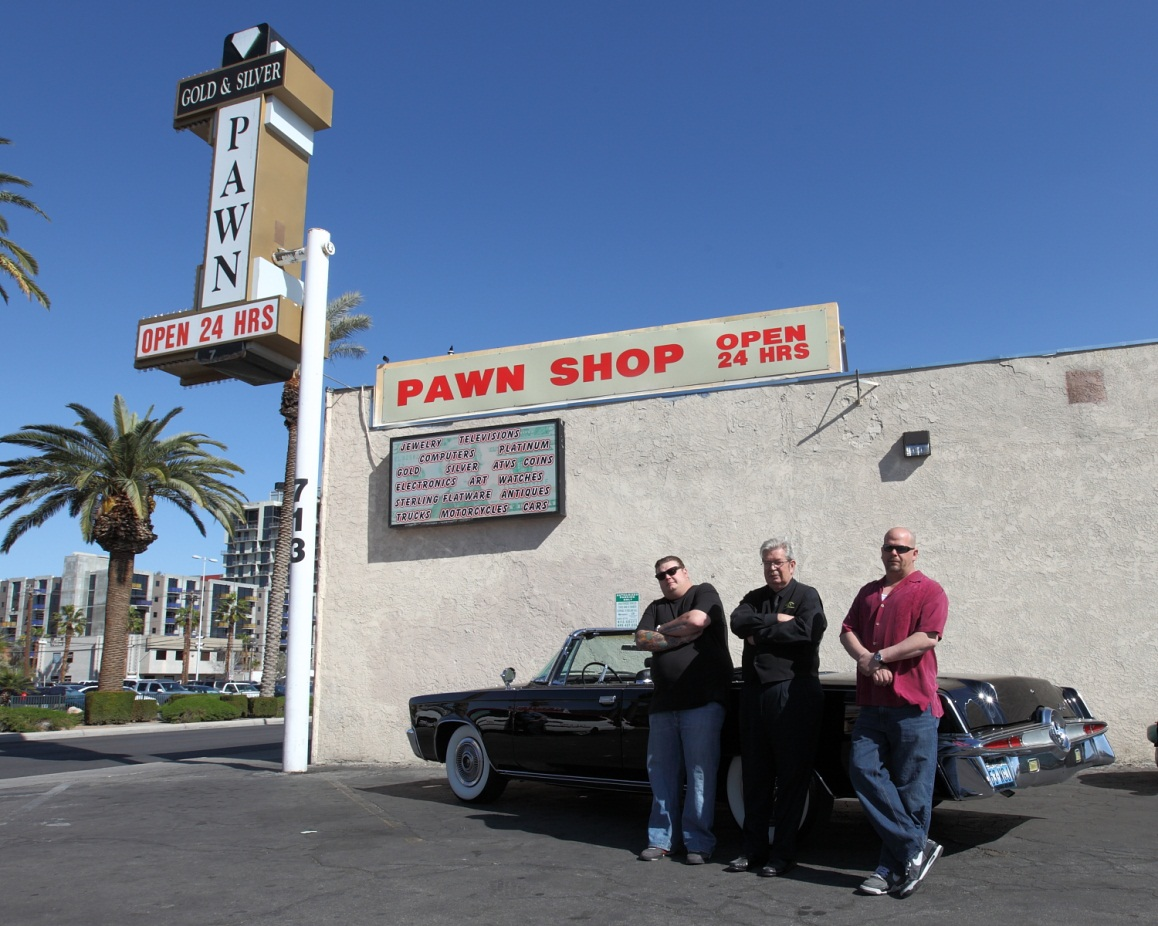 GOLD & SILVER
PAWN
OPEN 24 HRS
PAWN SHOP
OPEN
24 HRS
JEWELRY TELEVISIONS
COMPUTERS PLATINUM
GOLD SILVER ATVS COINS
ELECTRONICS ART WATCHES
STERLING FLATWARE ANTIQUES
TRUCKS MOTORCYCLES CARS
713